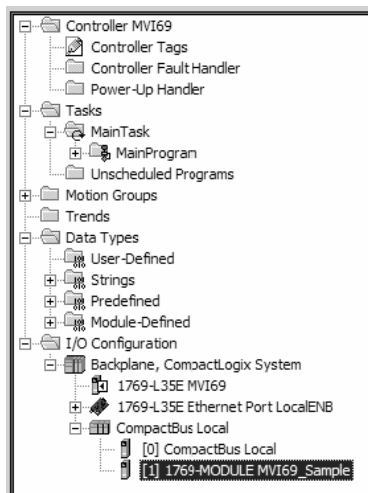 Controller MVI69
Controller Tags
Controller Fault Handler
Power-Up Handler
Tasks
MainTask
MainProgran
Unscheduled Programs
Motion Groups
Trends
Data Types
User-Defined
Strings
Predefined
Module-Defined
I/O Configuration
Backplane, CompactLogix System
1769-L35E MVI69
1769-L35E Ethernet Port LocalENB
CompactBus Local
[0] CompactBus Local
[1] 1769-MODULE MVI69_Sample